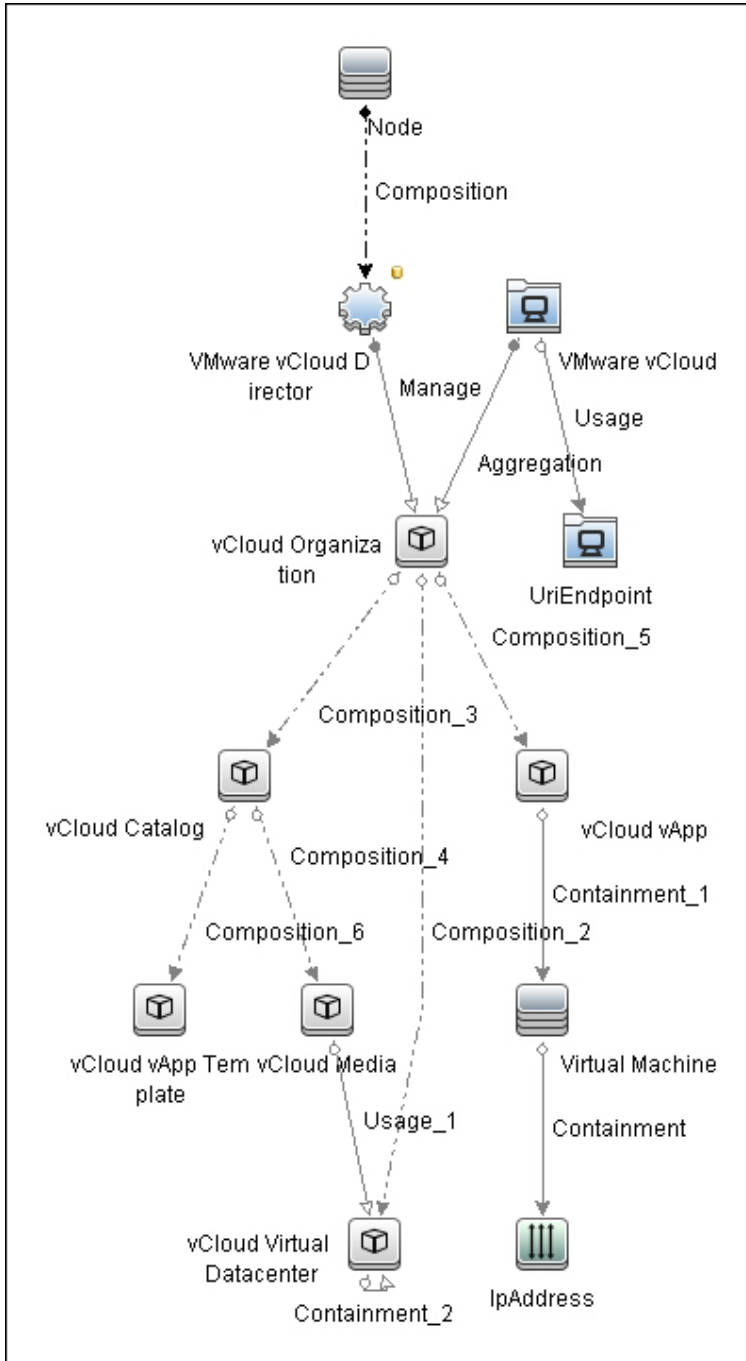 Node
Composition
VMware vCloud D
irector
VMware vCloud
Manage
Usage
Aggregation
vCloud Organiza
tion
UriEndpoint
Composition_5
Composition_3
vCloud Catalog
vCloud vApp
Composition_4
Containment_1
Composition_6
Composition_2
vCloud vApp Tem
plate
vCloud Media
Virtual Machine
Usage_1
Containment
vCloud Virtual
Datacenter
IpAddress
Containment_2